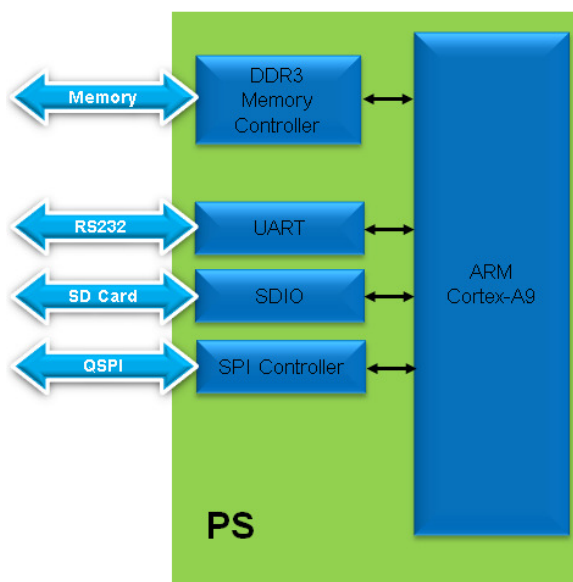 Memory
DDR3
Memory
Controller
RS232
UART
SD Card
SDIO
ARM
Cortex-A9
QSPI
SPI Controller
PS